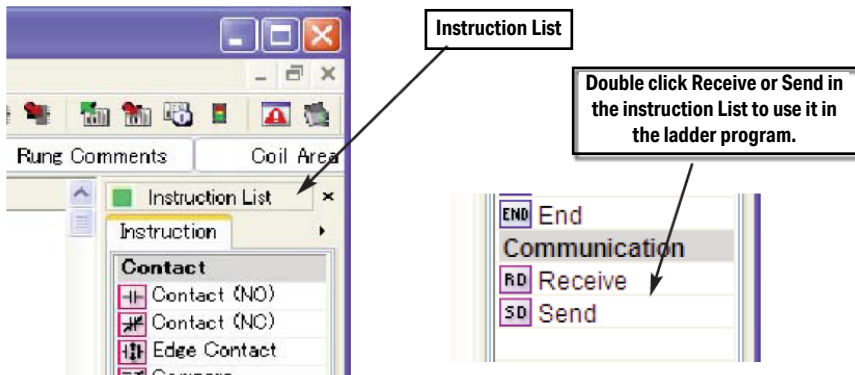 Instruction List
Double click Receive or Send in
the instruction List to use it in
the ladder program.
Rung Comments
Coil Area
Instruction List
Instruction
Contact
Contact (NO)
Contact (NC)
Edge Contact
END End
Communication
RD Receive
SD Send